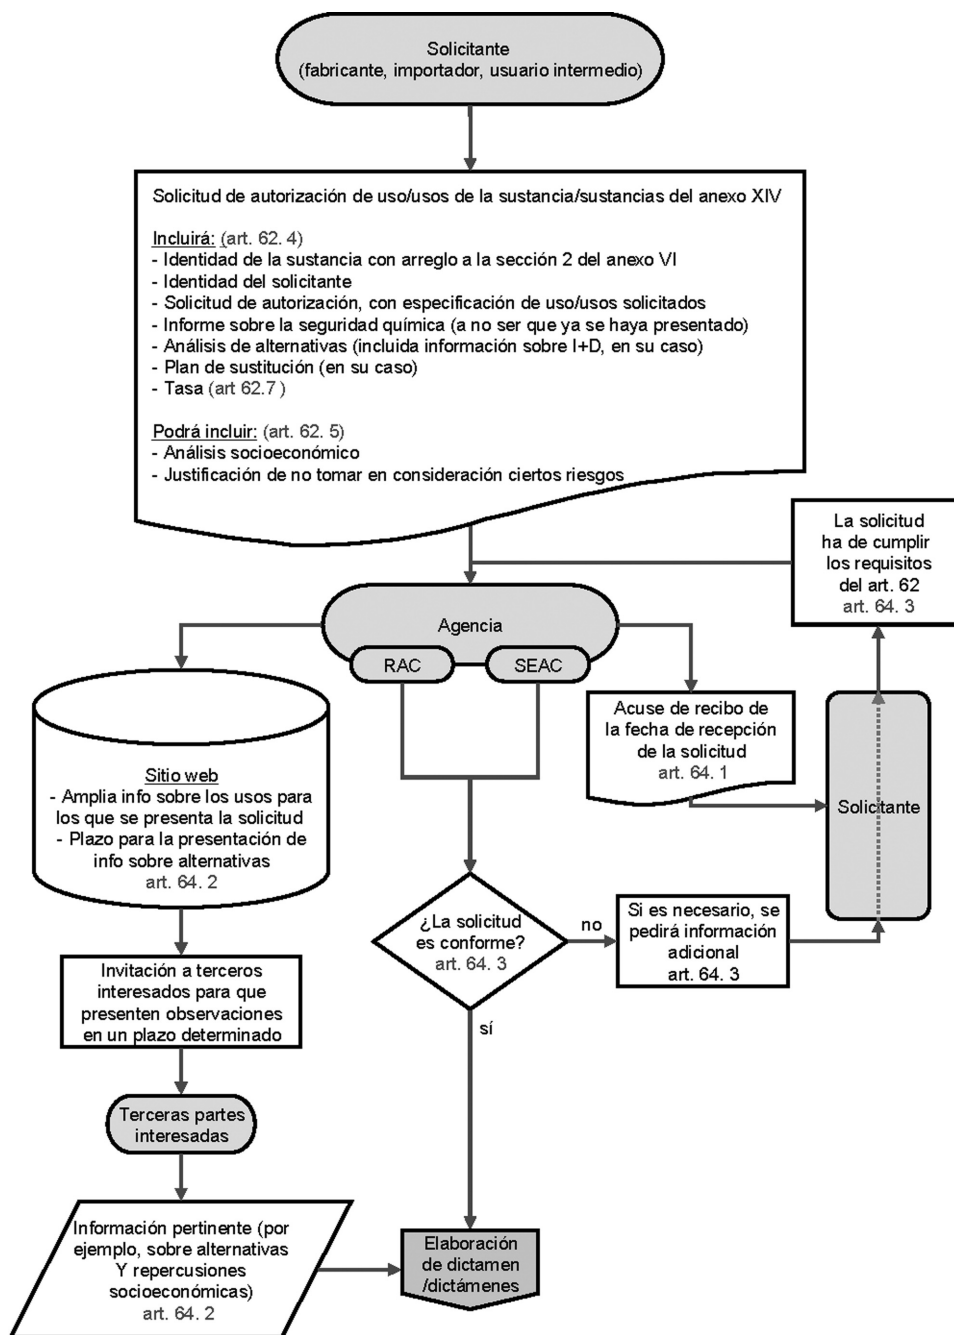 Solicitante
(fabricante, importador, usuario intermedio)
Solicitud de autorización de uso/usos de la sustancia/sustancias del anexo XIV
Incluirá: (art. 62. 4)
- Identidad de la sustancia con arreglo a la sección 2 del anexo VI
- Identidad del solicitante
- Solicitud de autorización, con especificación de uso/usos solicitados
- Informe sobre la seguridad química (a no ser que ya se haya presentado)
- Análisis de alternativas (incluida información sobre I+D, en su caso)
- Plan de sustitución (en su caso)
- Tasa (art 62.7 )
Podrá incluir: (art. 62. 5)
- Análisis socioeconómico
- Justificación de no tomar en consideración ciertos riesgos
La solicitud
ha de cumplir
los requisitos
del art. 62
art. 64. 3
Agencia
RAC
SEAC
Acuse de recibo de
la fecha de recepción
de la solicitud
art. 64. 1
Solicitante
Sitio web
- Amplia info sobre los usos para
los que se presenta la solicitud
- Plazo para la presentación de
info sobre alternativas
art. 64. 2
¿La solicitud
es conforme?
art. 64. 3
no
Si es necesario, se
pedirá información
adicional
art. 64. 3
sí
Invitación a terceros
interesados para que
presenten observaciones
en un plazo determinado
Terceras partes
interesadas
Información pertinente (por
ejemplo, sobre alternativas
Y repercusiones
socioeconómicas)
art. 64. 2
Elaboración
de dictamen
/dictámenes